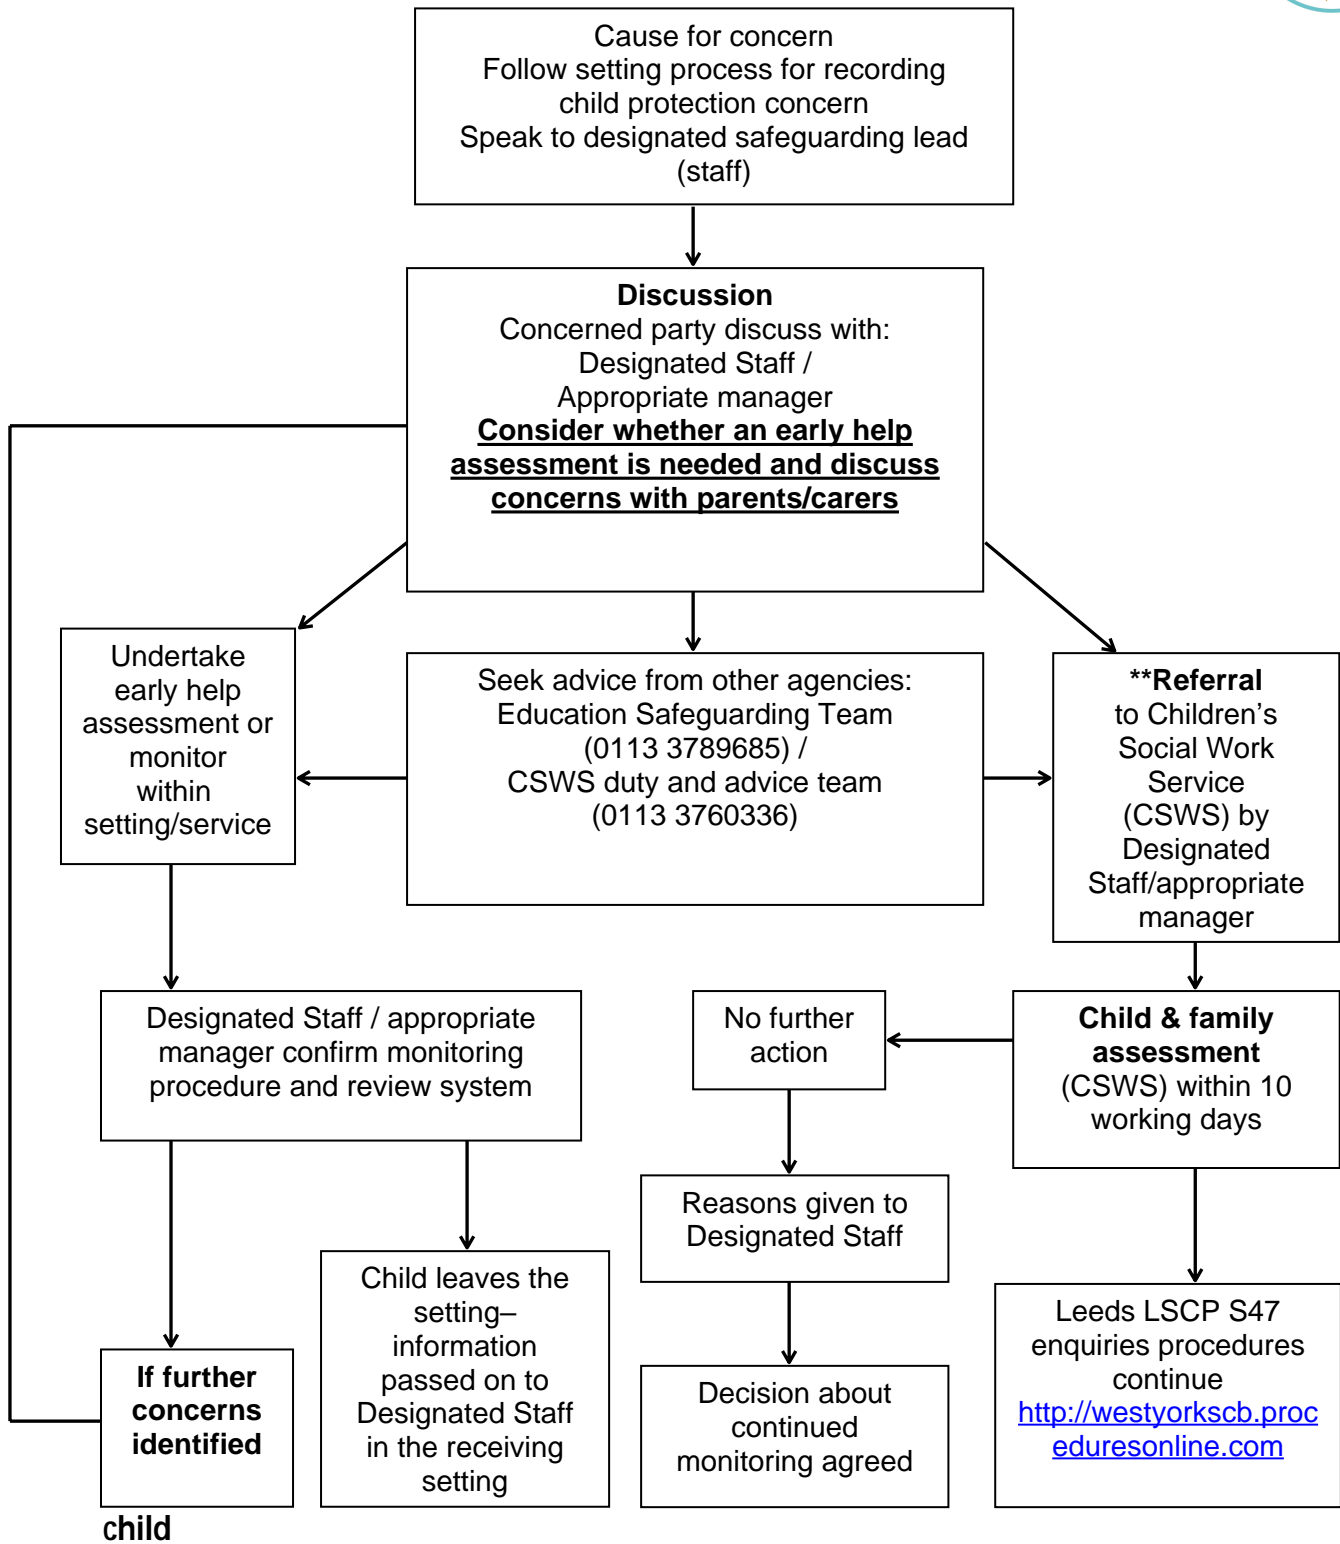 Cause for concern
Follow setting process for recording
child protection concern
Speak to designated safeguarding lead
(staff)
Discussion
Concerned party discuss with:
Designated Staff /
Appropriate manager
Consider whether an early help
assessment is needed and discuss
concerns with parents/carers
Undertake
early help
assessment or
monitor
within
setting/service
Seek advice from other agencies:
Education Safeguarding Team
(0113 3789685) /
CSWS duty and advice team
(0113 3760336)
**Referral
to Children’s
Social Work
Service
(CSWS) by
Designated
Staff/appropriate
manager
Designated Staff / appropriate
manager confirm monitoring
procedure and review system
No further
action
Child & family
assessment
(CSWS) within 10
working days
Reasons given to
Designated Staff
If further
concerns
identified
Child leaves the
setting–
information
passed on to
Designated Staff
in the receiving
setting
Decision about
continued
monitoring agreed
Leeds LSCP S47
enquiries procedures
continue
http://westyorkscb.proc
eduresonline.com
child